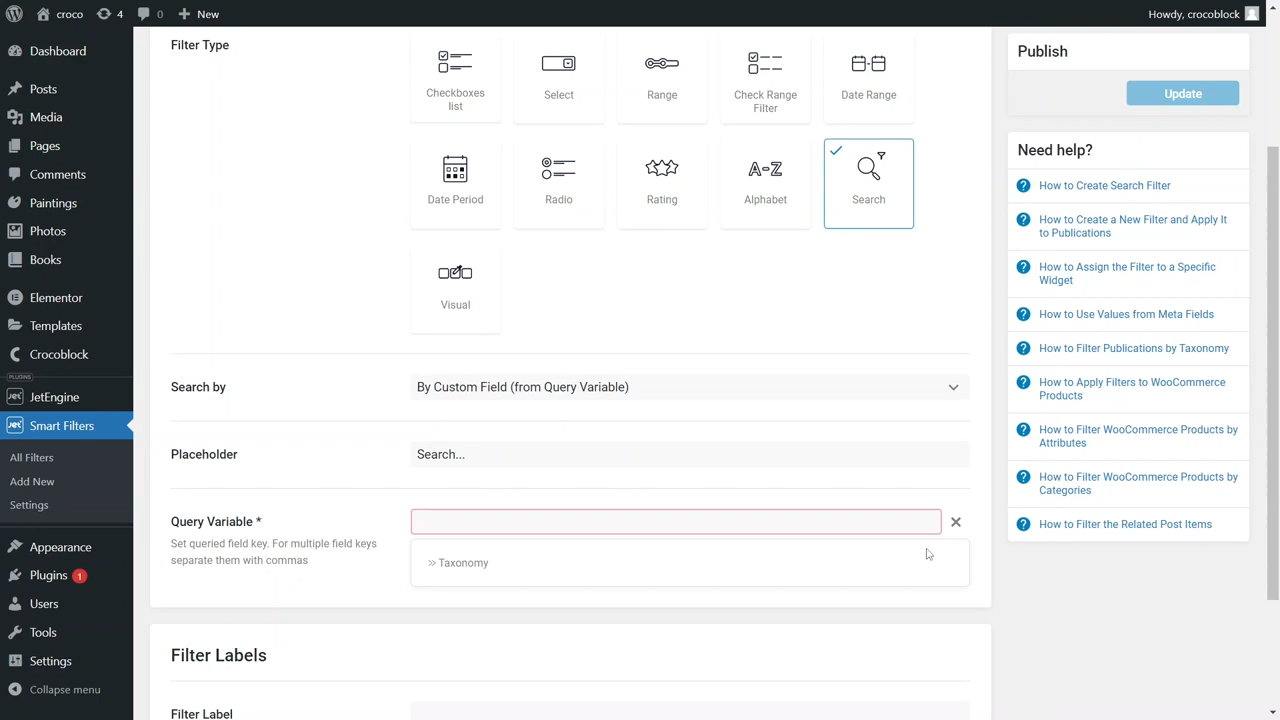 croco
4
0
New
Howdy, crocoblock
Dashboard
Posts
Media
Pages
Comments
Paintings
Photos
Books
Elementor
Templates
Crocoblock
PLUGINS
JetEngine
Smart Filters
All Filters
Add New
Settings
Appearance
Plugins 1
Users
Tools
Settings
Collapse menu
Filter Type
Checkboxes
list
Select
Range
Check Range
Filter
Date Range
Date Period
Radio
Rating
A-Z
Alphabet
Search
Visual
Search by
By Custom Field (from Query Variable)
Placeholder
Search...
Query Variable *
Set queried field key. For multiple field keys
separate them with commas
» Taxonomy
Filter Labels
Filter Label
Publish
Update
Need help?
How to Create Search Filter
How to Create a New Filter and Apply It
to Publications
How to Assign the Filter to a Specific
Widget
How to Use Values from Meta Fields
How to Filter Publications by Taxonomy
How to Apply Filters to WooCommerce
Products
How to Filter WooCommerce Products by
Attributes
How to Filter WooCommerce Products by
Categories
How to Filter the Related Post Items